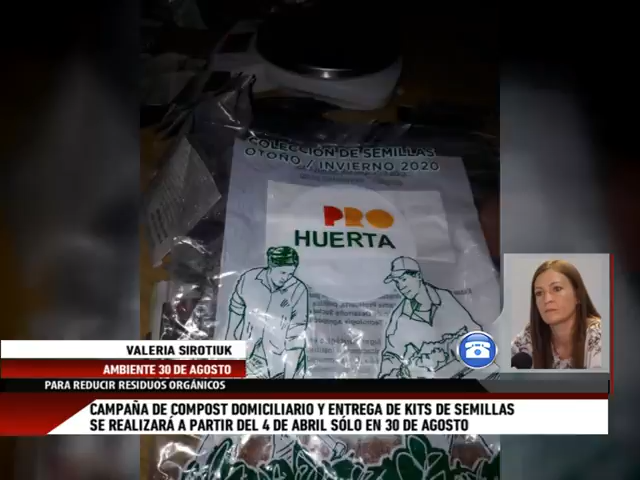 COLECCIÓN DE SEMILLAS
OTOÑO / INVIERNO 2020
PRO
HUERTA
VALERIA SIROTIUK
AMBIENTE 30 DE AGOSTO
PARA REDUCIR RESIDUOS ORGÁNICOS
CAMPAÑA DE COMPOST DOMICILIARIO Y ENTREGA DE KITS DE SEMILLAS
SE REALIZARÁ A PARTIR DEL 4 DE ABRIL SÓLO EN 30 DE AGOSTO